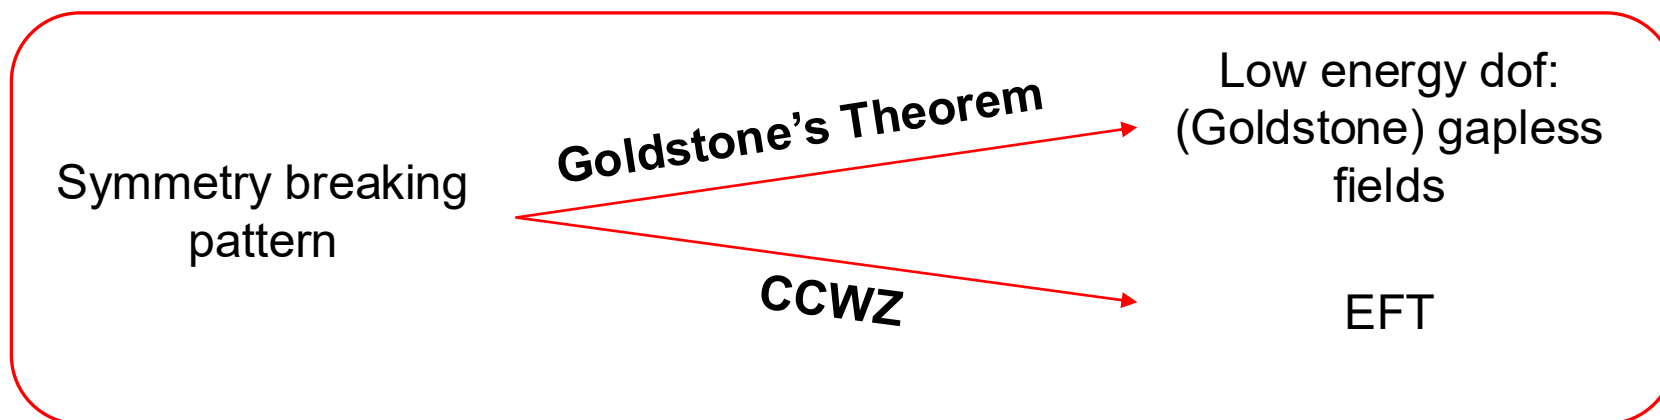 Symmetry breaking
pattern
Goldstone’s Theorem
CCWZ
Low energy dof:
(Goldstone) gapless
fields
EFT